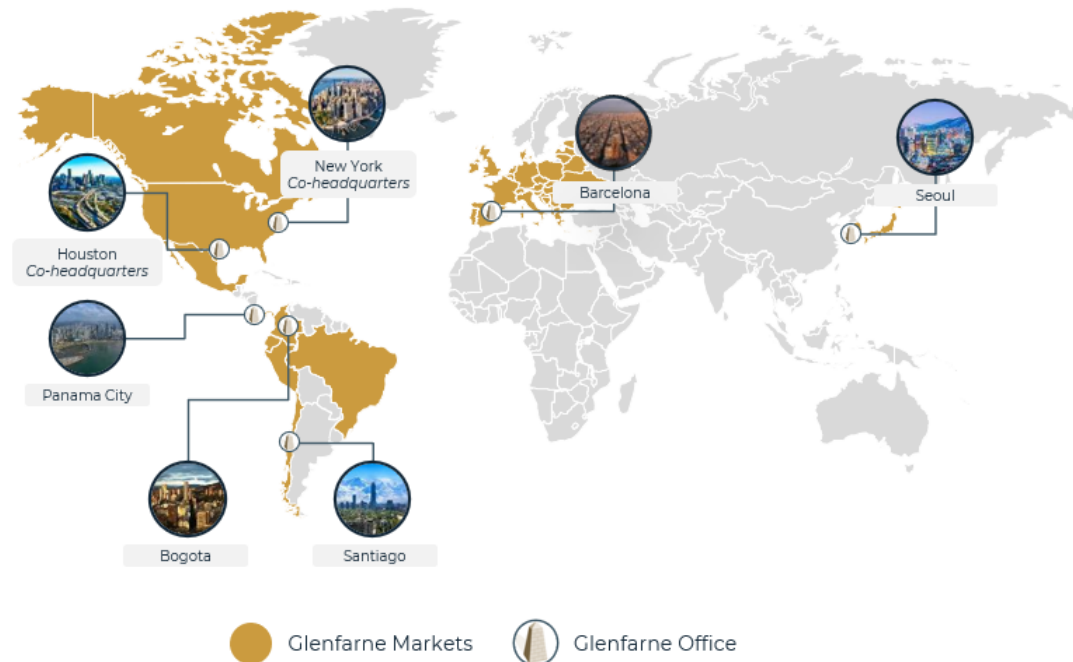 New York
Co-headquarters
Barcelona
Seoul
Houston
Co-headquarters
Panama City
Bogota
Santiago
Glenfarne Markets
Glenfarne Office